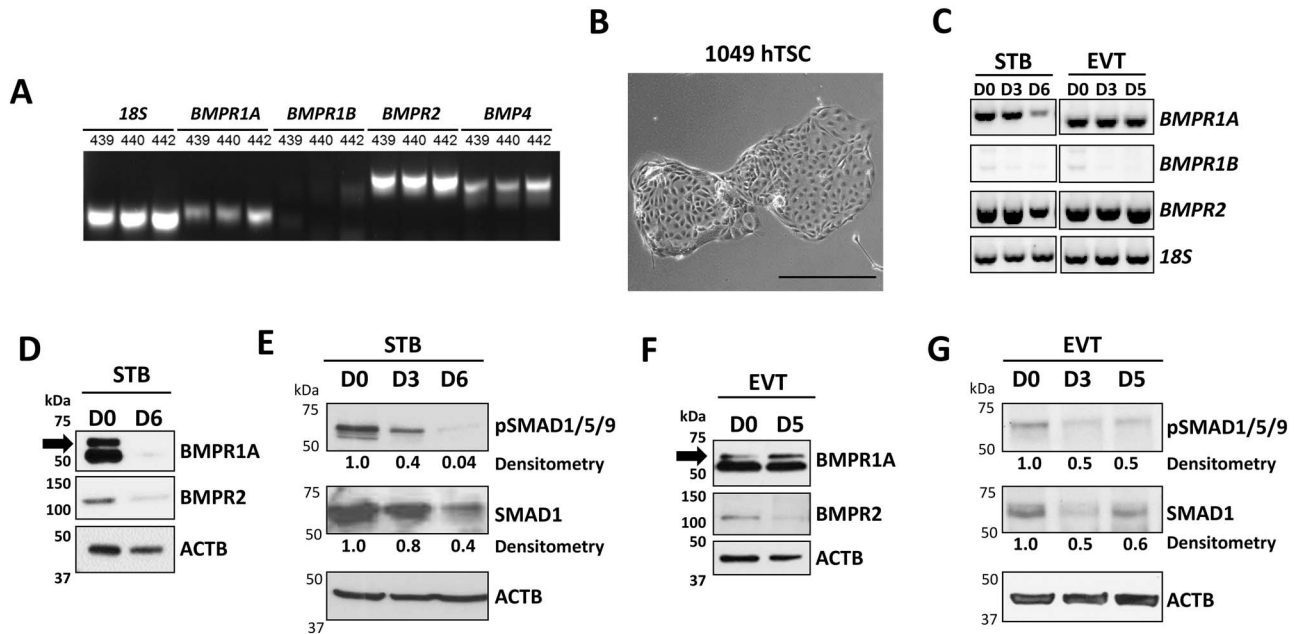 A
18S BMPR1A BMPR1B BMPR2 BMP4
439 440 442 439 440 442 439 440 442 439 440 442 439 440 442
B
1049 hTSC
C
STB EVT
D0 D3 D6 D0 D3 D5
BMPR1A
BMPR1B
BMPR2
18S
D
STB
kDa
D0 D6
75
50
BMPR1A
150
100
BMPR2
50
37
ACTB
E
STB
kDa
D0 D3 D6
75
50
pSMAD1/5/9
1.0 0.4 0.04 Densitometry
75
50
SMAD1
1.0 0.8 0.4 Densitometry
50
37
ACTB
F
EVT
kDa
D0 D5
75
50
BMPR1A
150
100
BMPR2
50
37
ACTB
G
EVT
kDa
D0 D3 D5
75
50
pSMAD1/5/9
1.0 0.5 0.5 Densitometry
75
50
SMAD1
1.0 0.5 0.6 Densitometry
50
37
ACTB